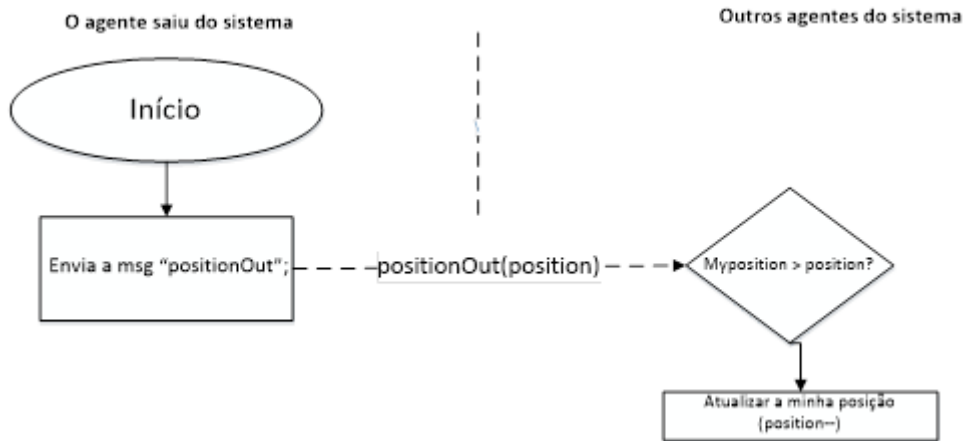 O agente saiu do sistema
Outros agentes do sistema
Início
Envia a msg “positionOut”;
positionOut(position)
Myposition > position?
Atualizar a minha posição
(position--)